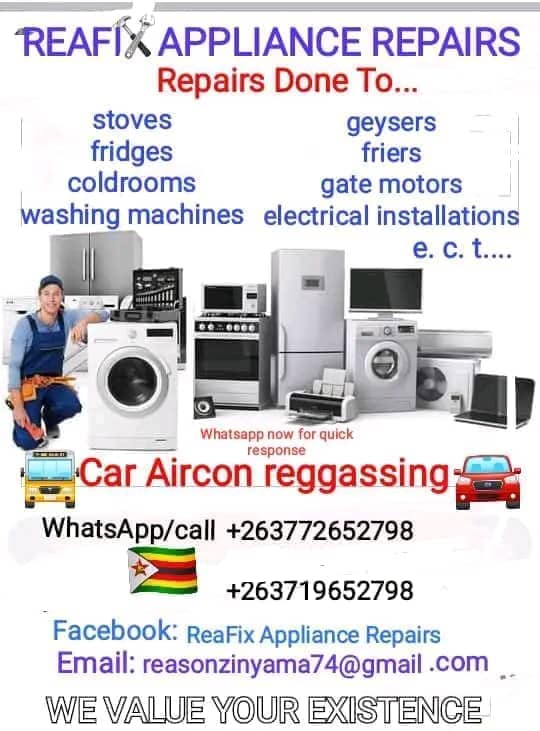 REAFIX APPLIANCE REPAIRS
Repairs Done To...
stoves
fridges
coldrooms
washing machines
geysers
friers
gate motors
electrical installations
e. c. t....
Whatsapp now for quick
response
Car Aircon reggassing
WhatsApp/call +263772652798
+263719652798
Facebook: ReaFix Appliance Repairs
Email: reasonzinyama74@gmail .com
WE VALUE YOUR EXISTENCE